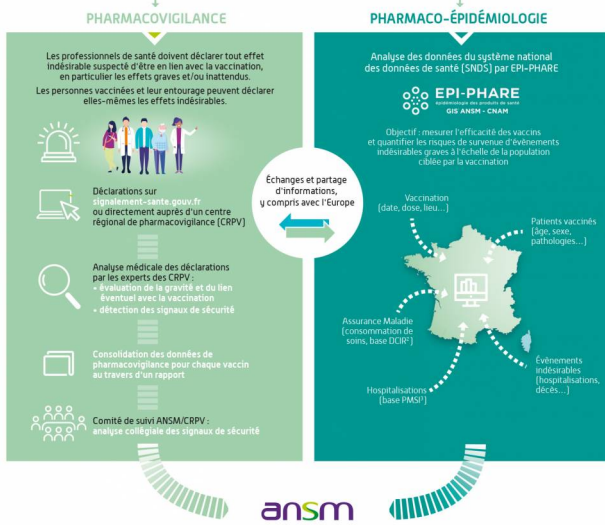 PHARMACOVIGILANCE
Les professionnels de santé doivent déclarer tout effet
indésirable suspecté d'être en lien avec la vaccination,
en particulier les effets graves et/ou inattendus.
Les personnes vaccinées et leur entourage peuvent déclarer
elles-mêmes les effets indésirables.
Déclarations sur
signalement-sante.gouv.fr
ou directement auprès d'un centre
régional de pharmacovigilance (CRPV)
Analyse médicale des déclarations
par les experts des CRPV :
• évaluation de la gravité et du lien
éventuel avec la vaccination
• détection des signaux de sécurité
Consolidation des données de
pharmacovigilance pour chaque vaccin
au travers d'un rapport
Comité de suivi ANSM/CRPV :
analyse collégiale des signaux de sécurité
Échanges et partage
d'informations,
y compris avec l'Europe
PHARMACO-ÉPIDÉMIOLOGIE
Analyse des données du système national
des données de santé (SNDS) par EPI-PHARE
EPI-PHARE
épidémiologie des produits de santé
GIS ANSM - CNAM
Objectif : mesurer l'efficacité des vaccins
et quantifier les risques de survenue d'évènements
indésirables graves à l'échelle de la population
ciblée par la vaccination
Vaccination
(date, dose, lieu...)
Patients vaccinés
(âge, sexe,
pathologies...)
Assurance Maladie
(consommation de
soins, base DCIR²)
Évènements
indésirables
(hospitalisations,
décès...)
Hospitalisations
(base PMSI³)
ansm